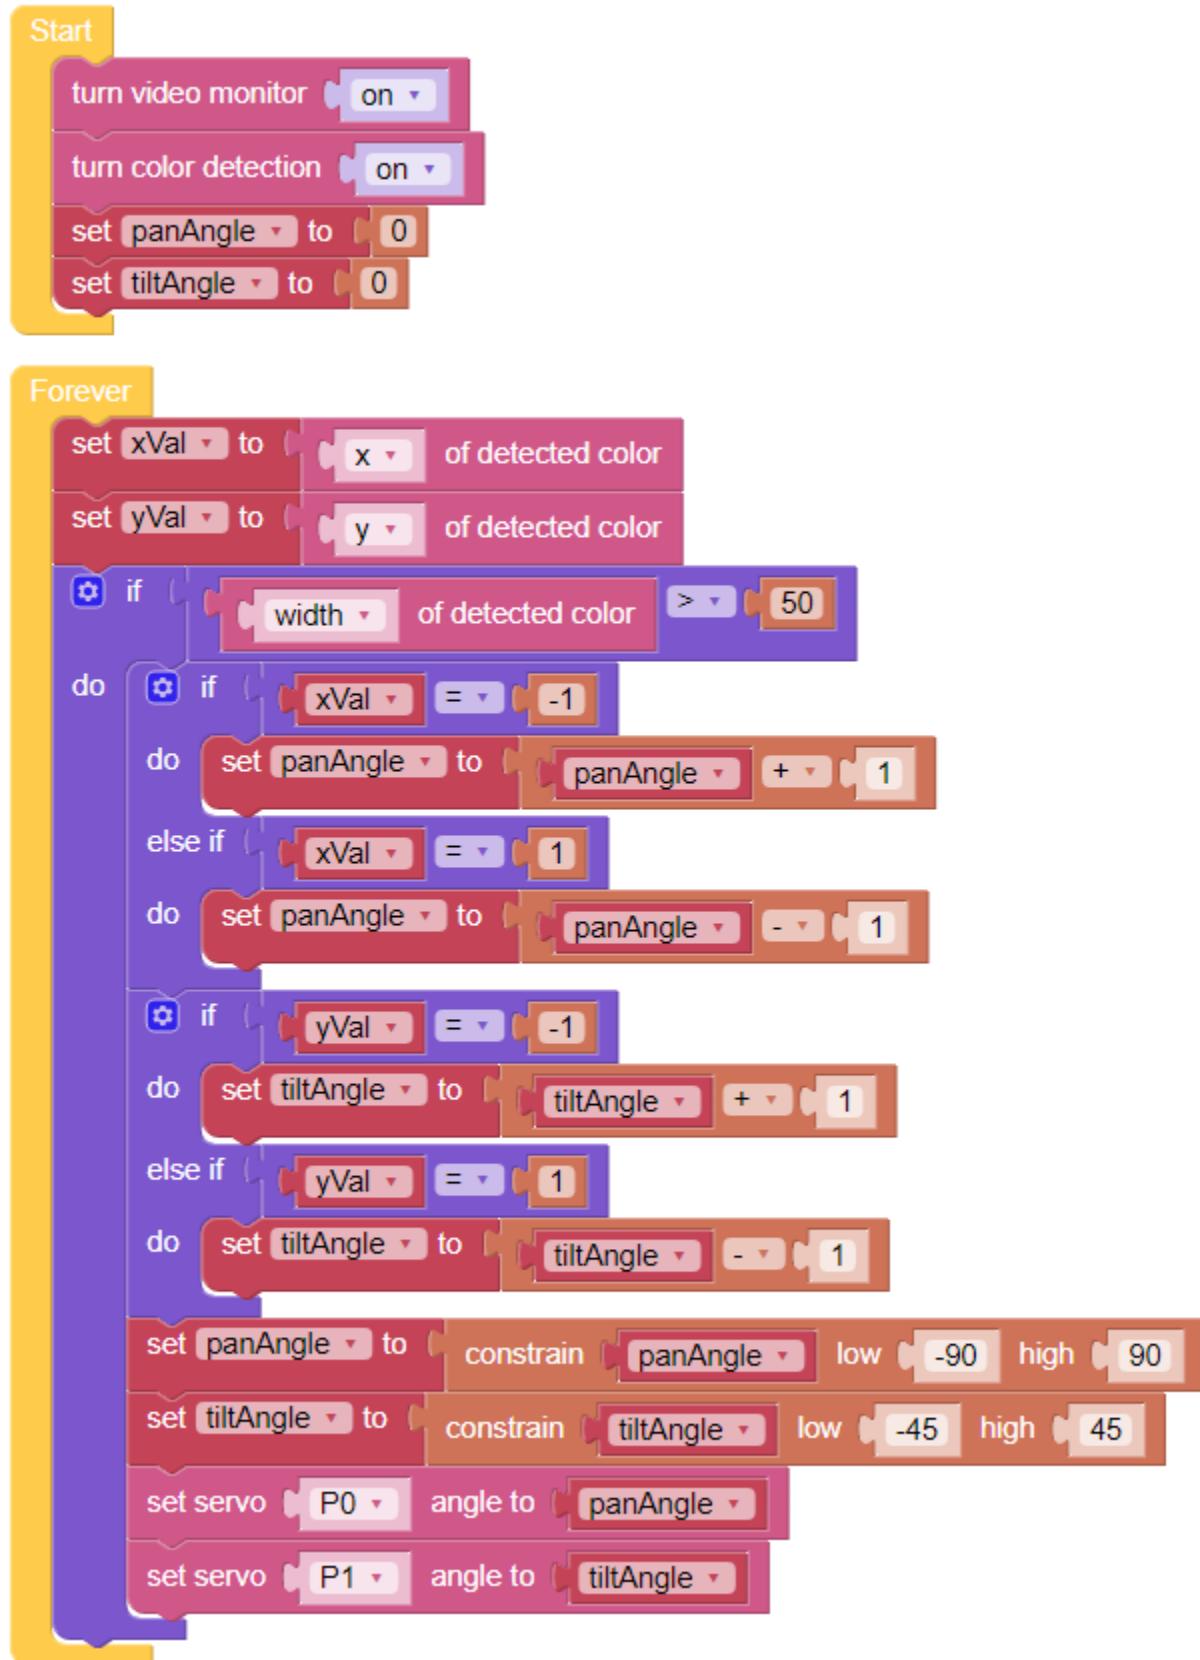 Start
turn video monitor on
turn color detection on
set panAngle to 0
set tiltAngle to 0
Forever
set xVal to x of detected color
set yVal to y of detected color
if width of detected color > 50
do if xVal = -1
do set panAngle to panAngle + 1
else if xVal = 1
do set panAngle to panAngle - 1
if yVal = -1
do set tiltAngle to tiltAngle + 1
else if yVal = 1
do set tiltAngle to tiltAngle - 1
set panAngle to constrain panAngle low -90 high 90
set tiltAngle to constrain tiltAngle low -45 high 45
set servo P0 angle to panAngle
set servo P1 angle to tiltAngle